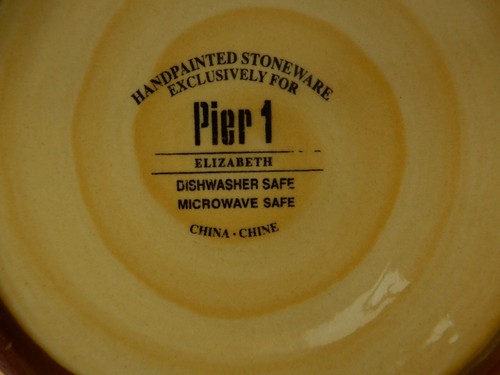 HANDPAINTED STONEWARE
EXCLUSIVELY FOR
Pier 1
ELIZABETH
DISHWASHER SAFE
MICROWAVE SAFE
CHINA · CHINE